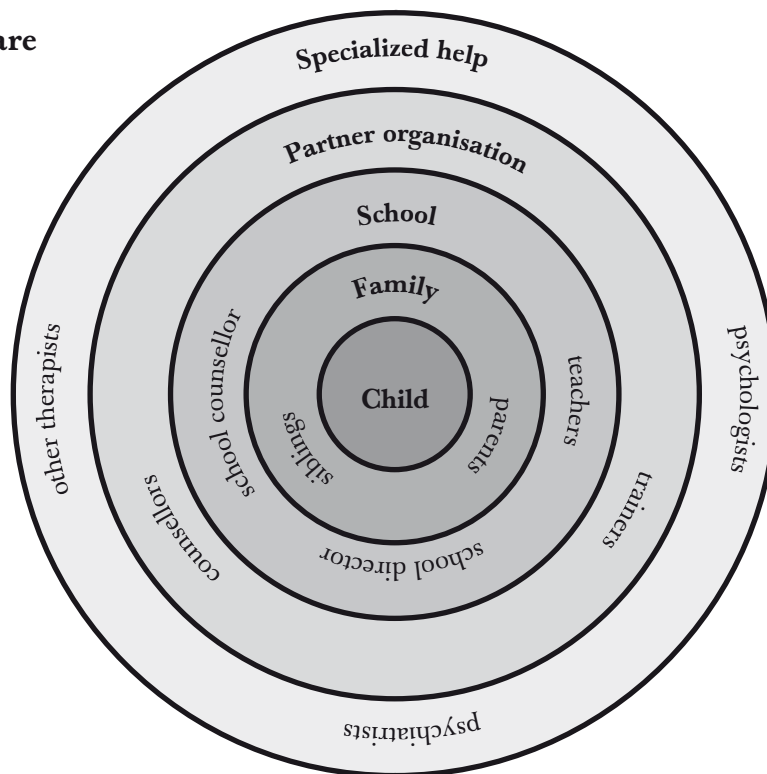 are
Specialized help
Partner organisation
School
Family
Child
siblings
parents
school counsellor
teachers
school director
counsellors
trainers
other therapists
psychologists
psychiatrists